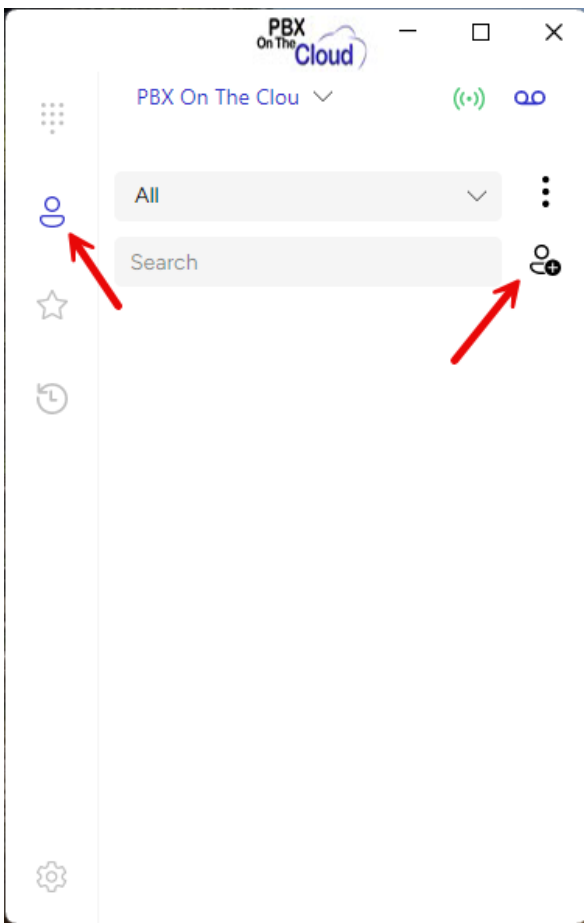 PBX
On The
Cloud
PBX On The Clou
All
Search